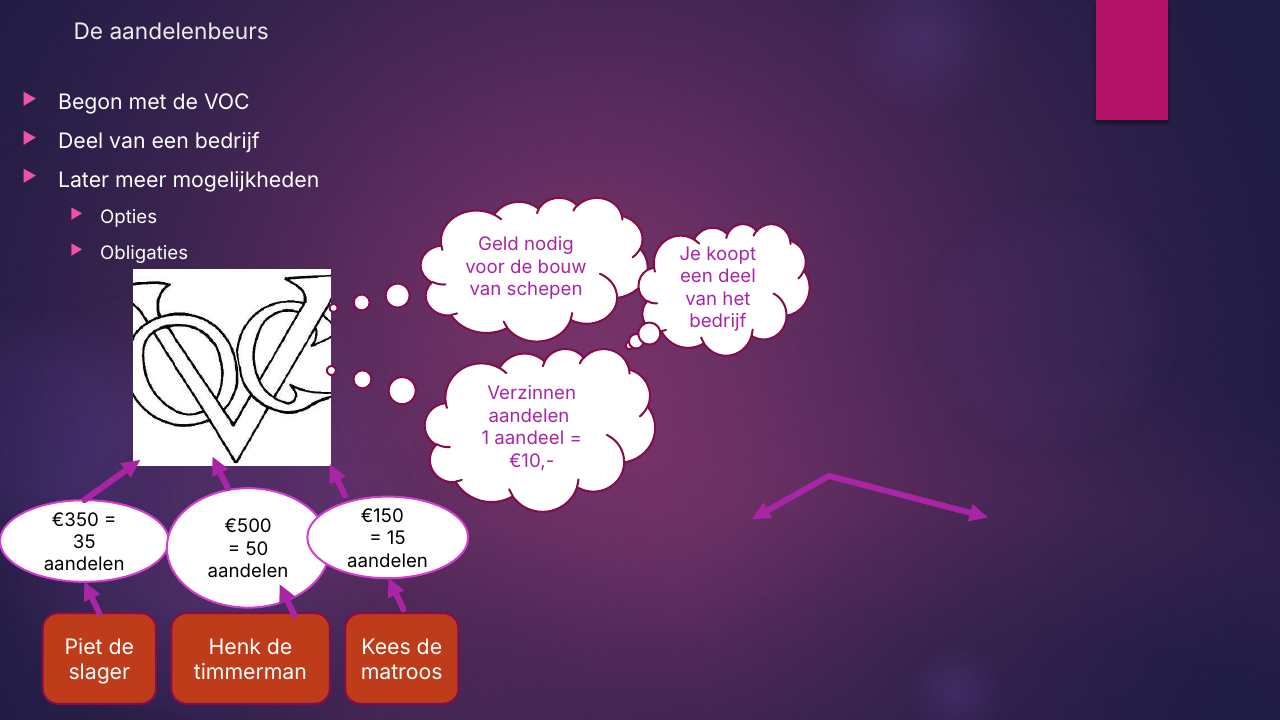 De aandelenbeurs
Begon met de VOC
Deel van een bedrijf
Later meer mogelijkheden
Opties
Obligaties
Geld nodig
voor de bouw
van schepen
Je koopt
een deel
van het
bedrijf
VOC
Verzinnen
aandelen
1 aandeel =
€10,-
€350 =
35
aandelen
€500
= 50
aandelen
€150
= 15
aandelen
Piet de
slager
Henk de
timmerman
Kees de
matroos